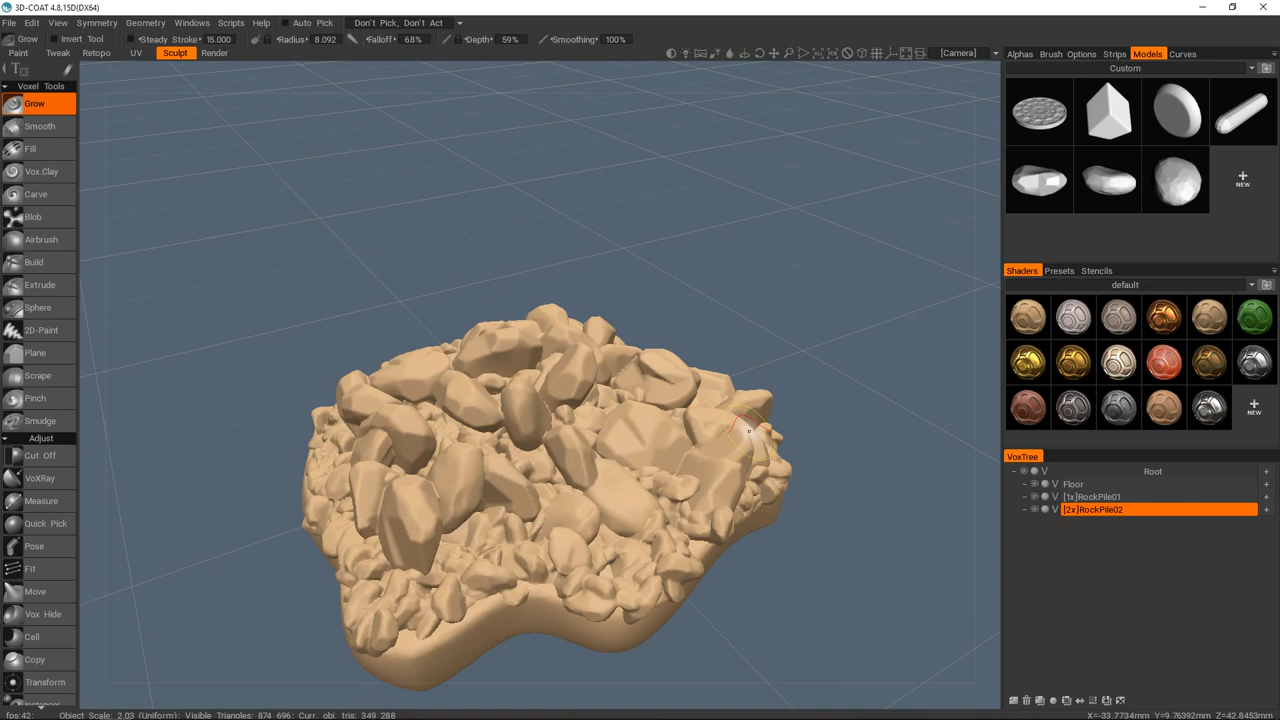 3D-COAT 4.8.15D(DX64)
File Edit View Symmetry Geometry Windows Scripts Help Auto Pick Don't Pick, Don't Act
Grow Steady Stroke 15.000 Radius 8.092 Falloff 68% Depth 59% Smoothing 100%
Paint Tweak Retopo UV Sculpt Render [Camera]
Alphas Brush Options Strips Models Curves
Custom
NEW
Voxel Tools
Grow
Smooth
Fill
Vox.Clay
Carve
Blob
Airbrush
Build
Extrude
Sphere
2D-Paint
Plane
Scrape
Pinch
Smudge
Adjust
Cut Off
VoXRay
Measure
Quick Pick
Pose
Fit
Move
Vox Hide
Cell
Copy
Transform
Shaders Presets Stencils
default
NEW
VoxTree
V Root +
V Floor +
V [1x]RockPile01 +
V [2x]RockPile02 +
fps:42; Object Scale: 2.03 (Uniform); Visible Triangles: 874 696; Curr. obj. tris: 349 288
X=-33.7734mm Y=9.76392mm Z=42.8453mm